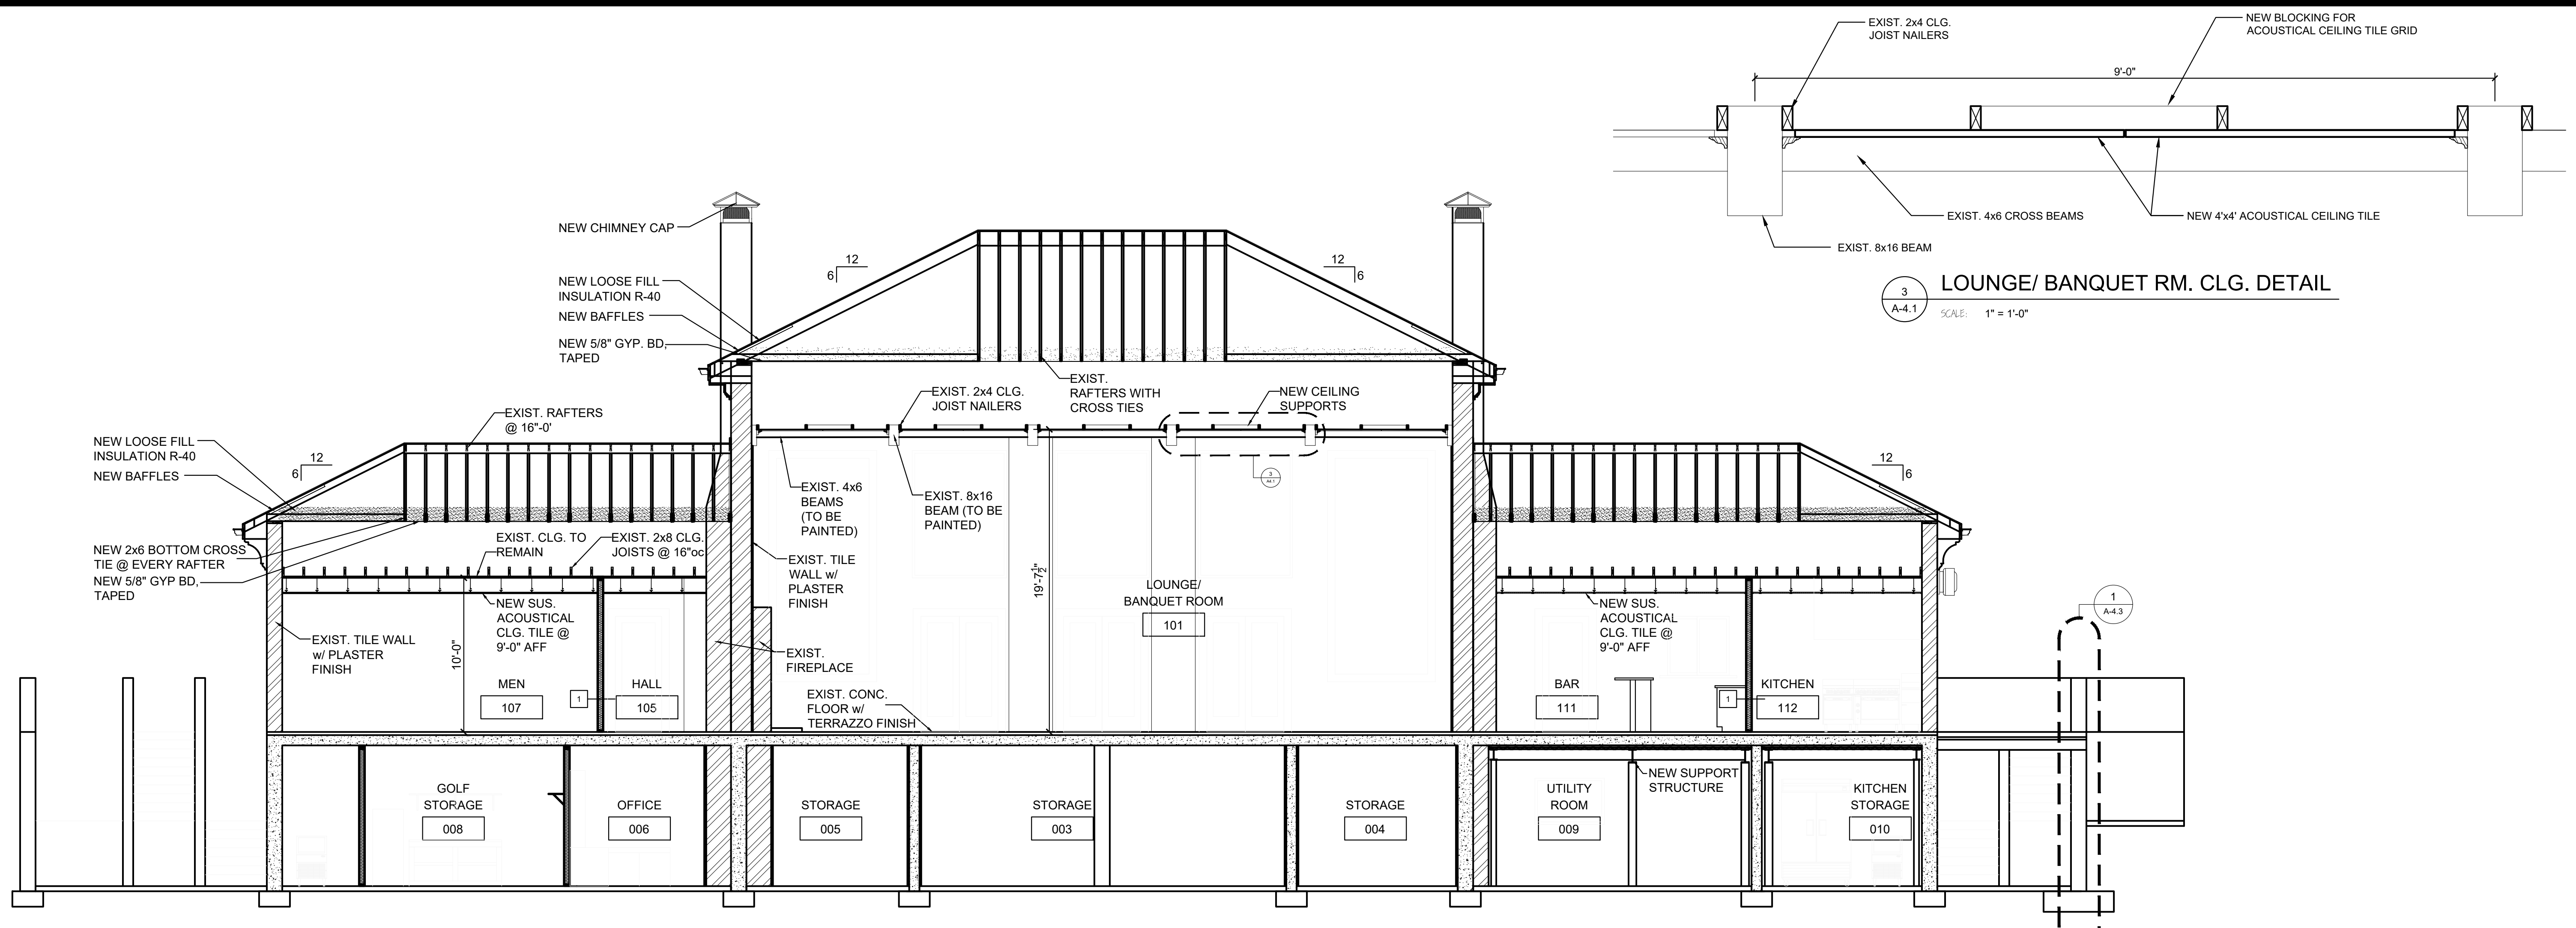 EXIST. 2x4 CLG.
JOIST NAILERS
NEW BLOCKING FOR
ACOUSTICAL CEILING TILE GRID
9'-0"
EXIST. 4x6 CROSS BEAMS
NEW 4'x4' ACOUSTICAL CEILING TILE
EXIST. 8x16 BEAM
3
A-4.1
LOUNGE/ BANQUET RM. CLG. DETAIL
SCALE: 1" = 1'-0"
NEW CHIMNEY CAP
NEW LOOSE FILL
INSULATION R-40
NEW BAFFLES
NEW 5/8" GYP. BD,
TAPED
12
6
12
6
EXIST. 2x4 CLG.
JOIST NAILERS
EXIST.
RAFTERS WITH
CROSS TIES
NEW CEILING
SUPPORTS
EXIST. RAFTERS
@ 16"-0'
NEW LOOSE FILL
INSULATION R-40
NEW BAFFLES
12
6
12
6
3
A4.1
EXIST. 4x6
BEAMS
(TO BE
PAINTED)
EXIST. 8x16
BEAM (TO BE
PAINTED)
NEW 2x6 BOTTOM CROSS
TIE @ EVERY RAFTER
NEW 5/8" GYP BD,
TAPED
EXIST. CLG. TO
REMAIN
EXIST. 2x8 CLG.
JOISTS @ 16"oc
EXIST. TILE
WALL w/
PLASTER
FINISH
19'-7 1/2"
LOUNGE/
BANQUET ROOM
101
EXIST. TILE WALL
w/ PLASTER
FINISH
10'-0"
NEW SUS.
ACOUSTICAL
CLG. TILE @
9'-0" AFF
NEW SUS.
ACOUSTICAL
CLG. TILE @
9'-0" AFF
1
A-4.3
EXIST.
FIREPLACE
MEN
107
1
HALL
105
EXIST. CONC.
FLOOR w/
TERRAZZO FINISH
BAR
111
1
KITCHEN
112
GOLF
STORAGE
008
OFFICE
006
STORAGE
005
STORAGE
003
STORAGE
004
UTILITY
ROOM
009
NEW SUPPORT
STRUCTURE
KITCHEN
STORAGE
010